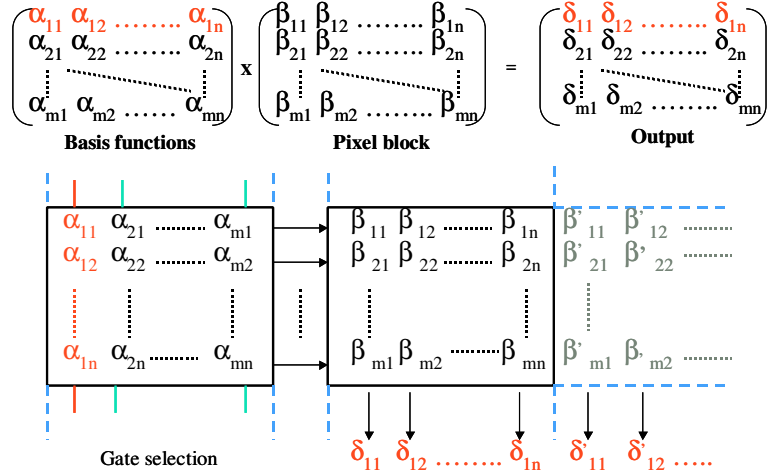 α11 α12 ........ α1n β11 β12 ........ β1n δ11 δ12 ........ δ1n
α21 α22 ........ α2n x β21 β22 ........ β2n = δ21 δ22 ........ δ2n
αm1 αm2 ....... αmn βm1 βm2 ........ βmn δm1 δm2 ........ δmn
Basis functions Pixel block Output
α11 α21 ........ αm1 β11 β12 ........ β1n β'11 β'12 ........
α12 α22 ........ αm2 β21 β22 ........ β2n β'21 β'22 ........
α1n α2n ........ αmn βm1 βm2 ........ βmn β'm1 β'm2 ........
δ11 δ12 ........ δ1n δ'11 δ'12 .....
Gate selection